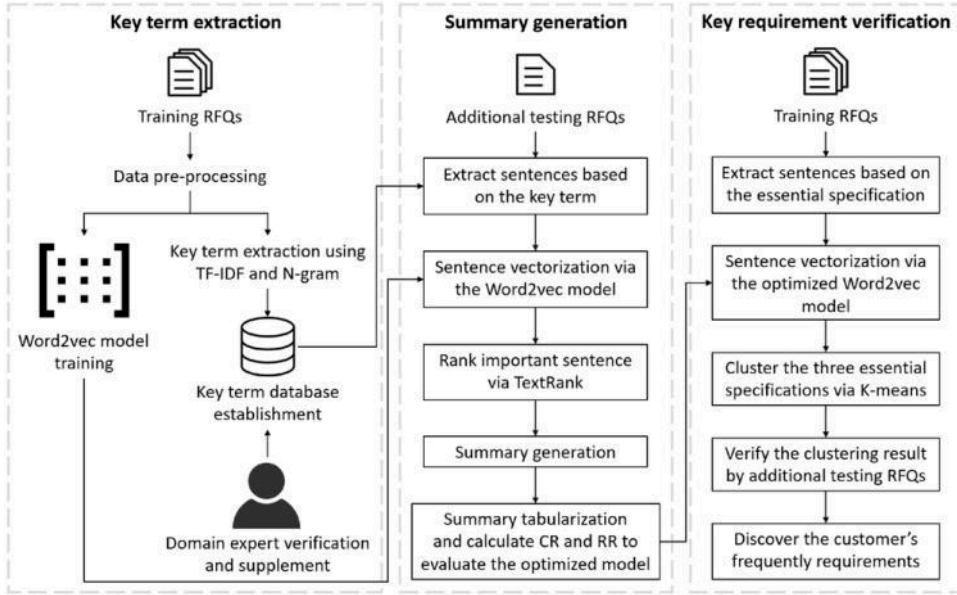 Key term extraction
Training RFQs
Data pre-processing
Key term extraction using
TF-IDF and N-gram
Word2vec model
training
Key term database
establishment
Domain expert verification
and supplement
Summary generation
Additional testing RFQs
Extract sentences based
on the key term
Sentence vectorization via
the Word2vec model
Rank important sentence
via TextRank
Summary generation
Summary tabularization
and calculate CR and RR to
evaluate the optimized model
Key requirement verification
Training RFQs
Extract sentences based on
the essential specification
Sentence vectorization via
the optimized Word2vec
model
Cluster the three essential
specifications via K-means
Verify the clustering result
by additional testing RFQs
Discover the customer's
frequently requirements